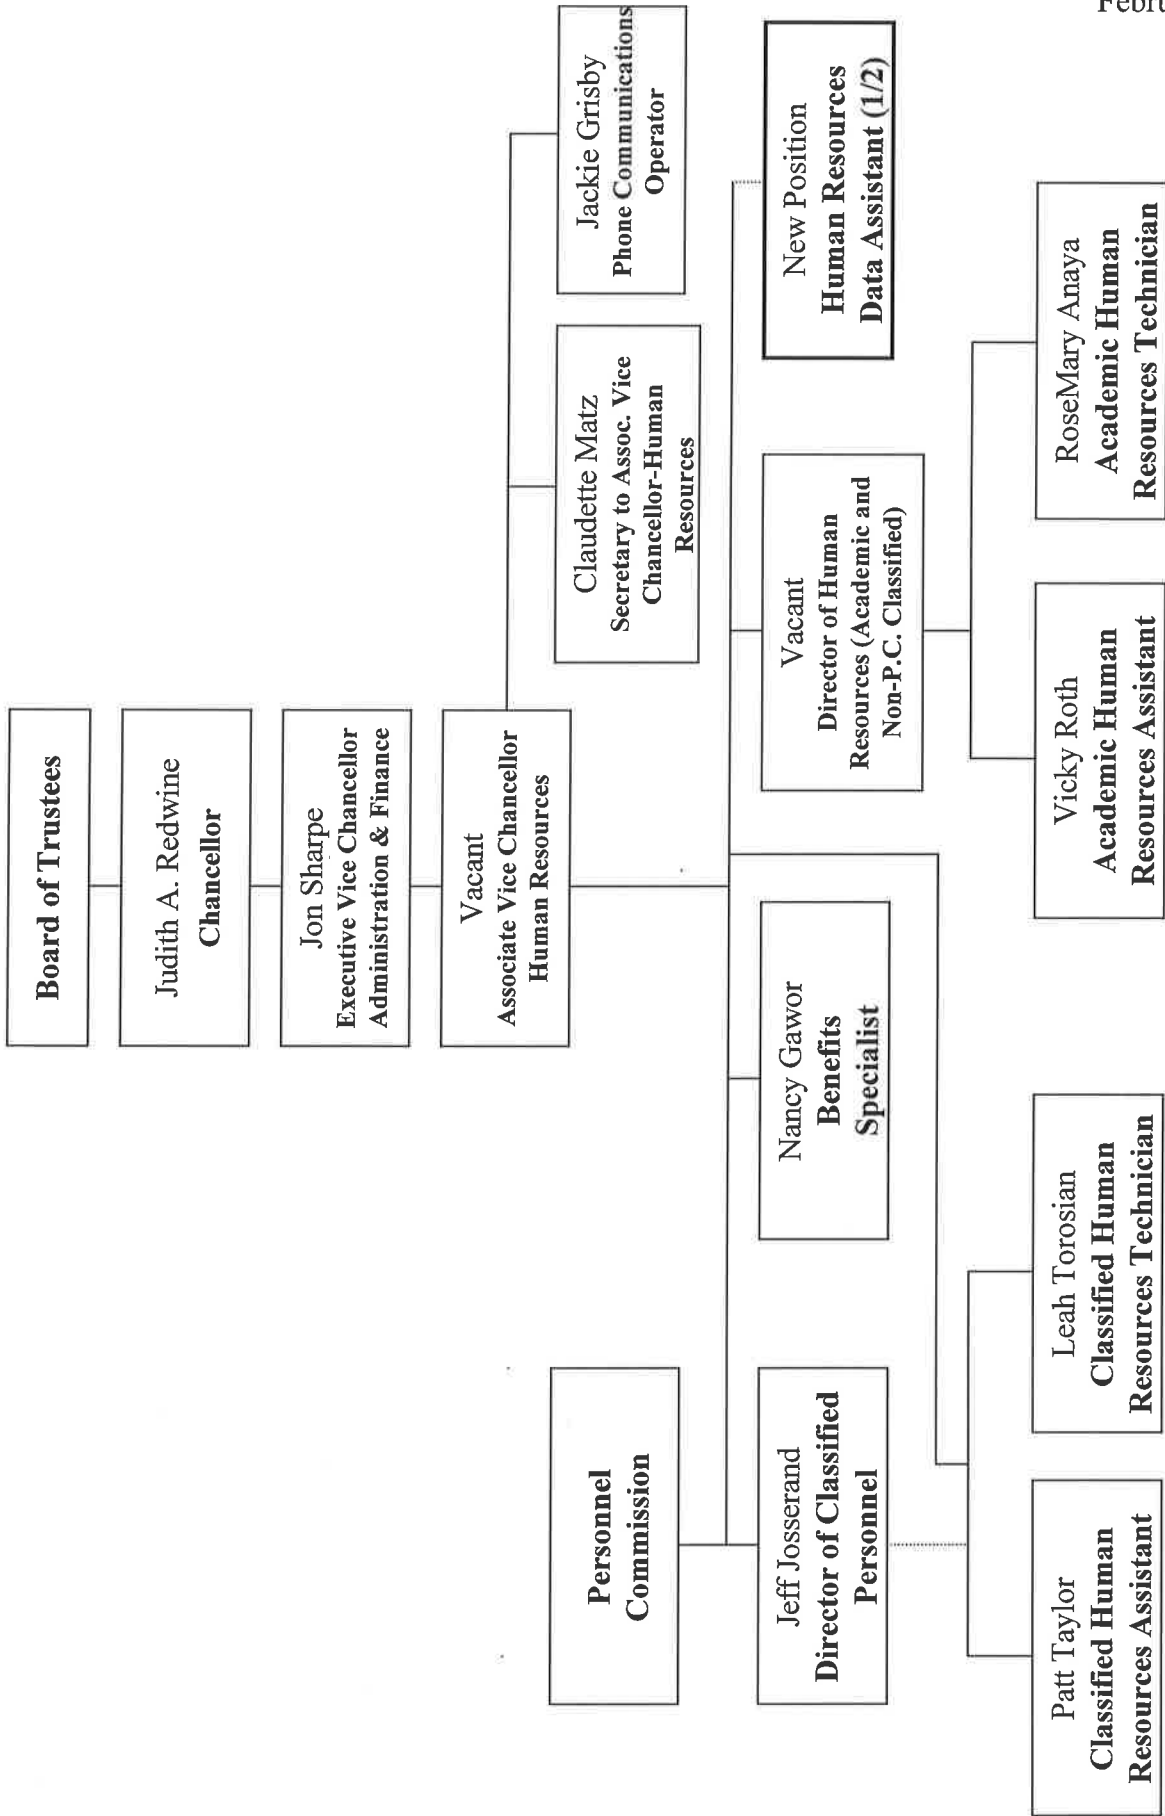 Febru
Board of Trustees
Judith A. Redwine
Chancellor
Jon Sharpe
Executive Vice Chancellor
Administration & Finance
Vacant
Associate Vice Chancellor
Human Resources
Personnel
Commission
Claudette Matz
Secretary to Assoc. Vice
Chancellor-Human
Resources
Jackie Grisby
Phone Communications
Operator
Jeff Josserand
Director of Classified
Personnel
Nancy Gawor
Benefits
Specialist
Vacant
Director of Human
Resources (Academic and
Non-P.C. Classified)
New Position
Human Resources
Data Assistant (1/2)
Patt Taylor
Classified Human
Resources Assistant
Leah Torosian
Classified Human
Resources Technician
Vicky Roth
Academic Human
Resources Assistant
RoseMary Anaya
Academic Human
Resources Technician